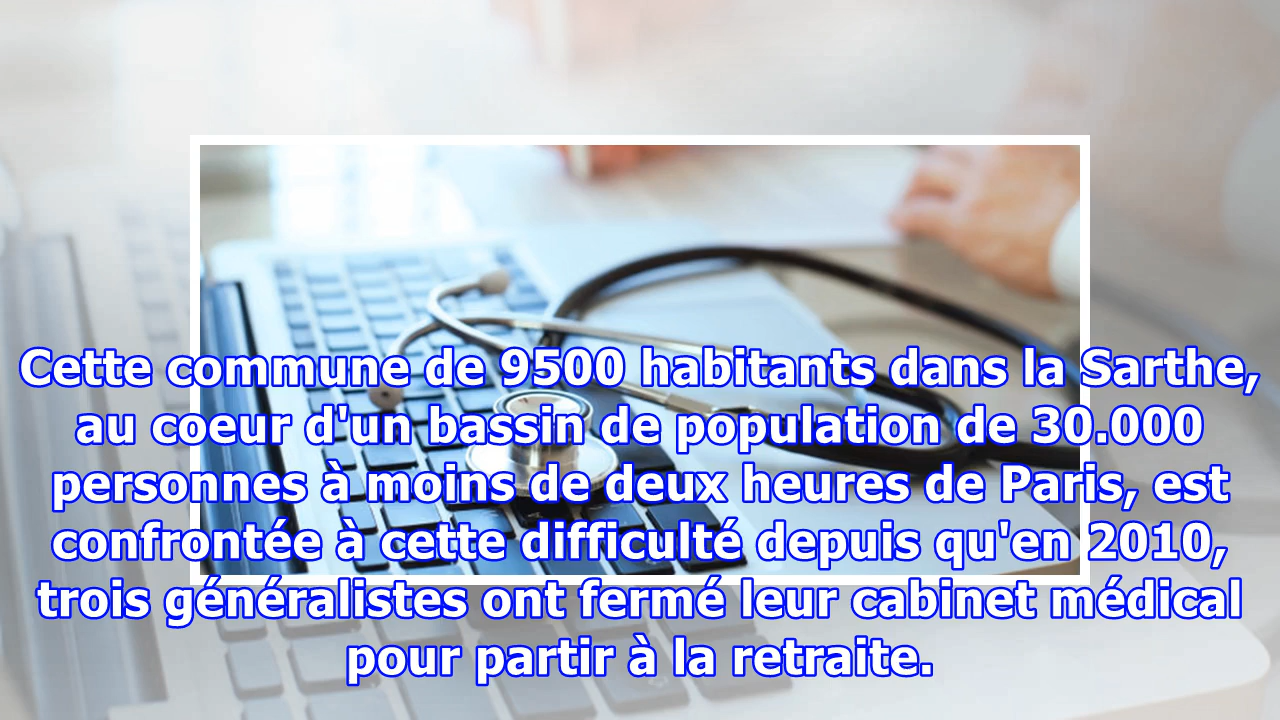 Cette commune de 9500 habitants dans la Sarthe,
au coeur d'un bassin de population de 30.000
personnes à moins de deux heures de Paris, est
confrontée à cette difficulté depuis qu'en 2010,
trois généralistes ont fermé leur cabinet médical
pour partir à la retraite.